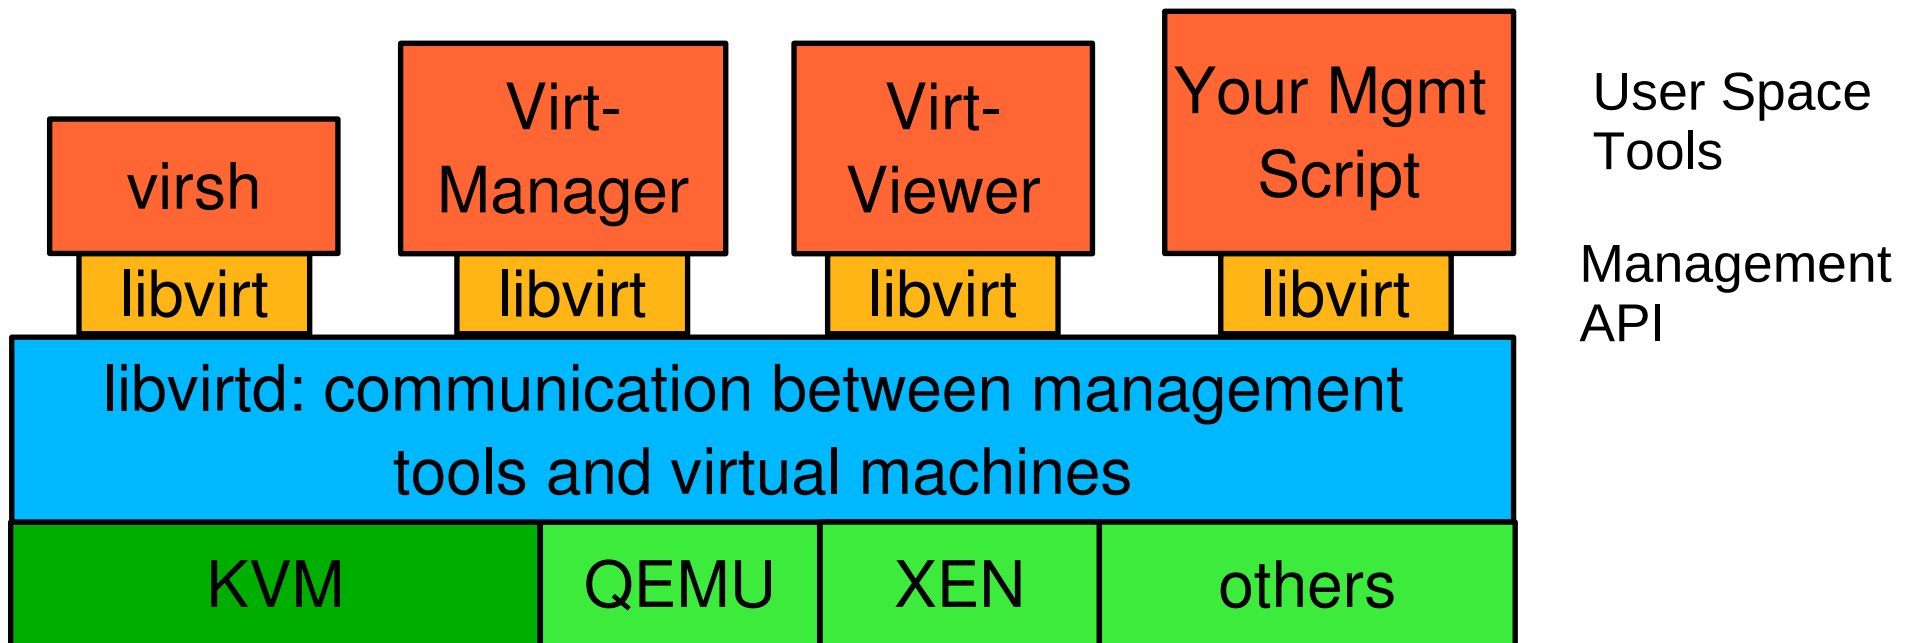 virsh
Virt-
Manager
Virt-
Viewer
Your Mgmt
Script
User Space
Tools
libvirt
libvirt
libvirt
libvirt
Management
API
libvirtd: communication between management
tools and virtual machines
KVM
QEMU
XEN
others